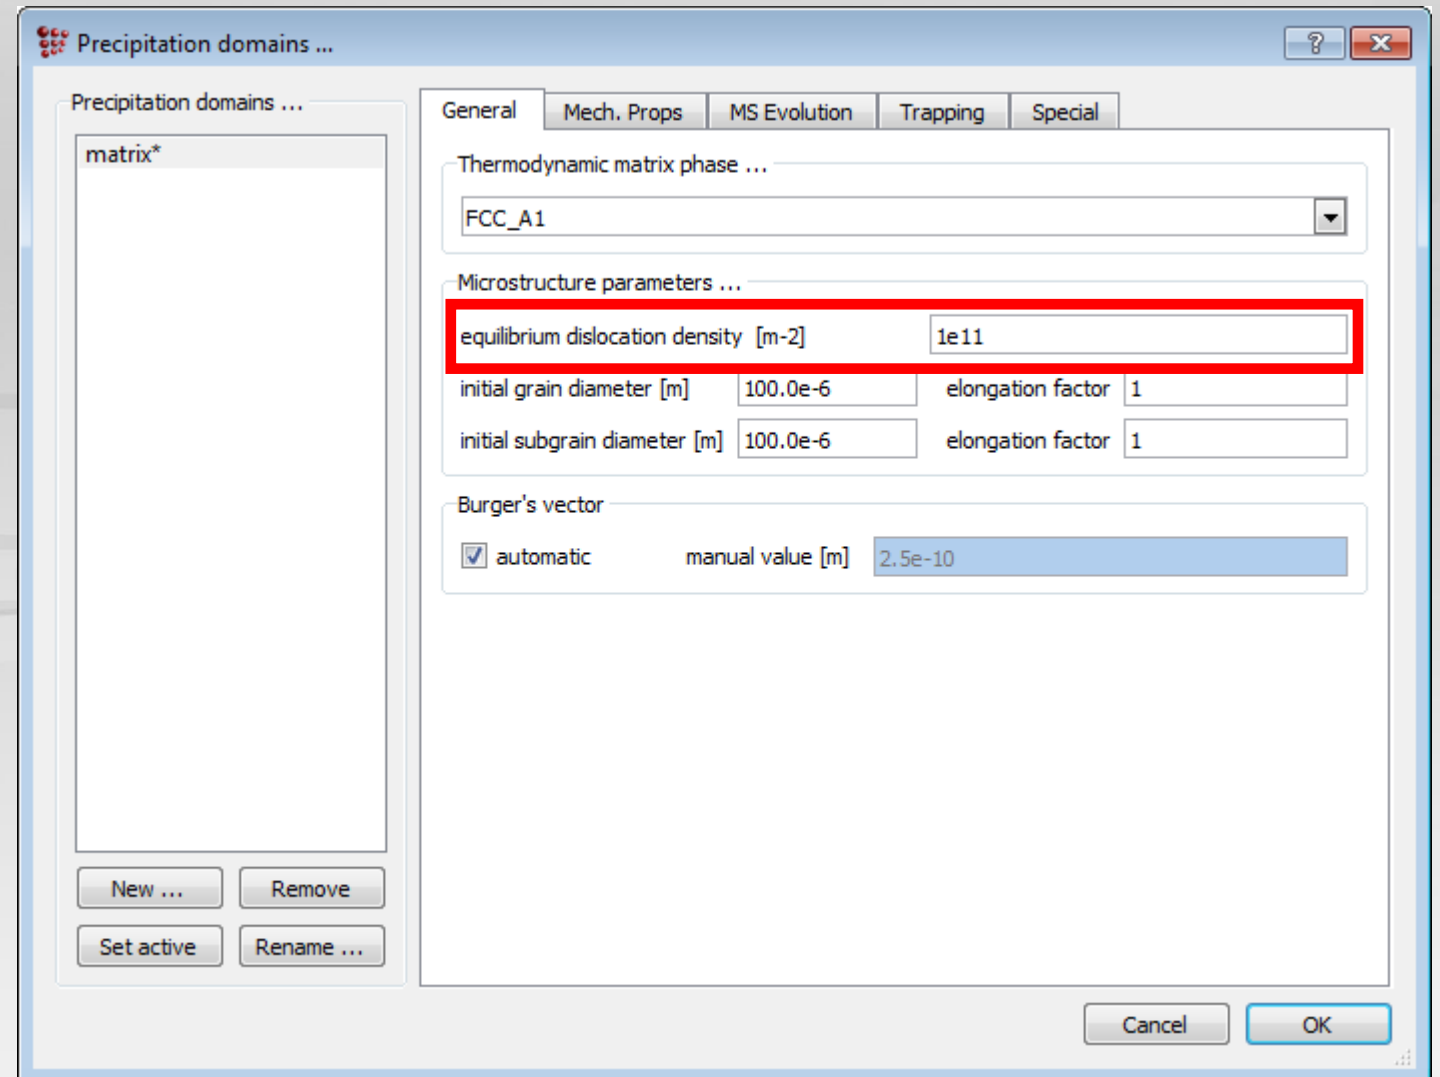 Precipitation domains ...
Precipitation domains ...
matrix*
New ...
Remove
Set active
Rename ...
General
Mech. Props
MS Evolution
Trapping
Special
Thermodynamic matrix phase ...
FCC_A1
Microstructure parameters ...
equilibrium dislocation density [m-2] 1e11
initial grain diameter [m] 100.0e-6 elongation factor 1
initial subgrain diameter [m] 100.0e-6 elongation factor 1
Burger's vector
automatic manual value [m] 2.5e-10
Cancel
OK